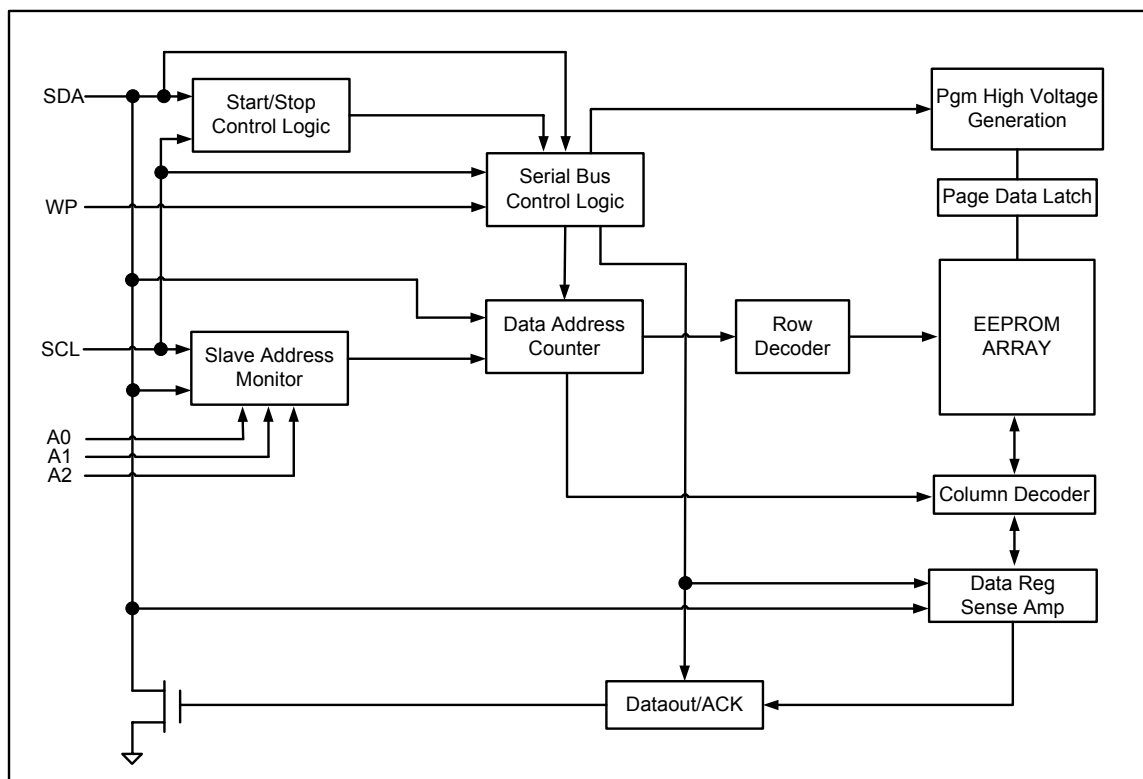 SDA
Start/Stop
Control Logic
Pgm High Voltage
Generation
Serial Bus
Control Logic
Page Data Latch
WP
Data Address
Counter
Row
Decoder
EEPROM
ARRAY
SCL
Slave Address
Monitor
A0
A1
A2
Column Decoder
Data Reg
Sense Amp
Dataout/ACK